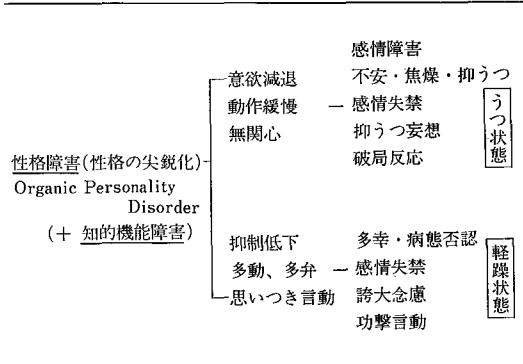 感情障害
意欲減退 不安・焦燥・抑うつ
動作緩慢 — 感情失禁
無関心 抑うつ妄想
破局反応
うつ状態
性格障害(性格の尖鋭化)
Organic Personality
Disorder
(+ 知的機能障害)
抑制低下 多幸・病態否認
多動、多弁 — 感情失禁
思いつき言動 誇大念慮
功撃言動
軽躁状態